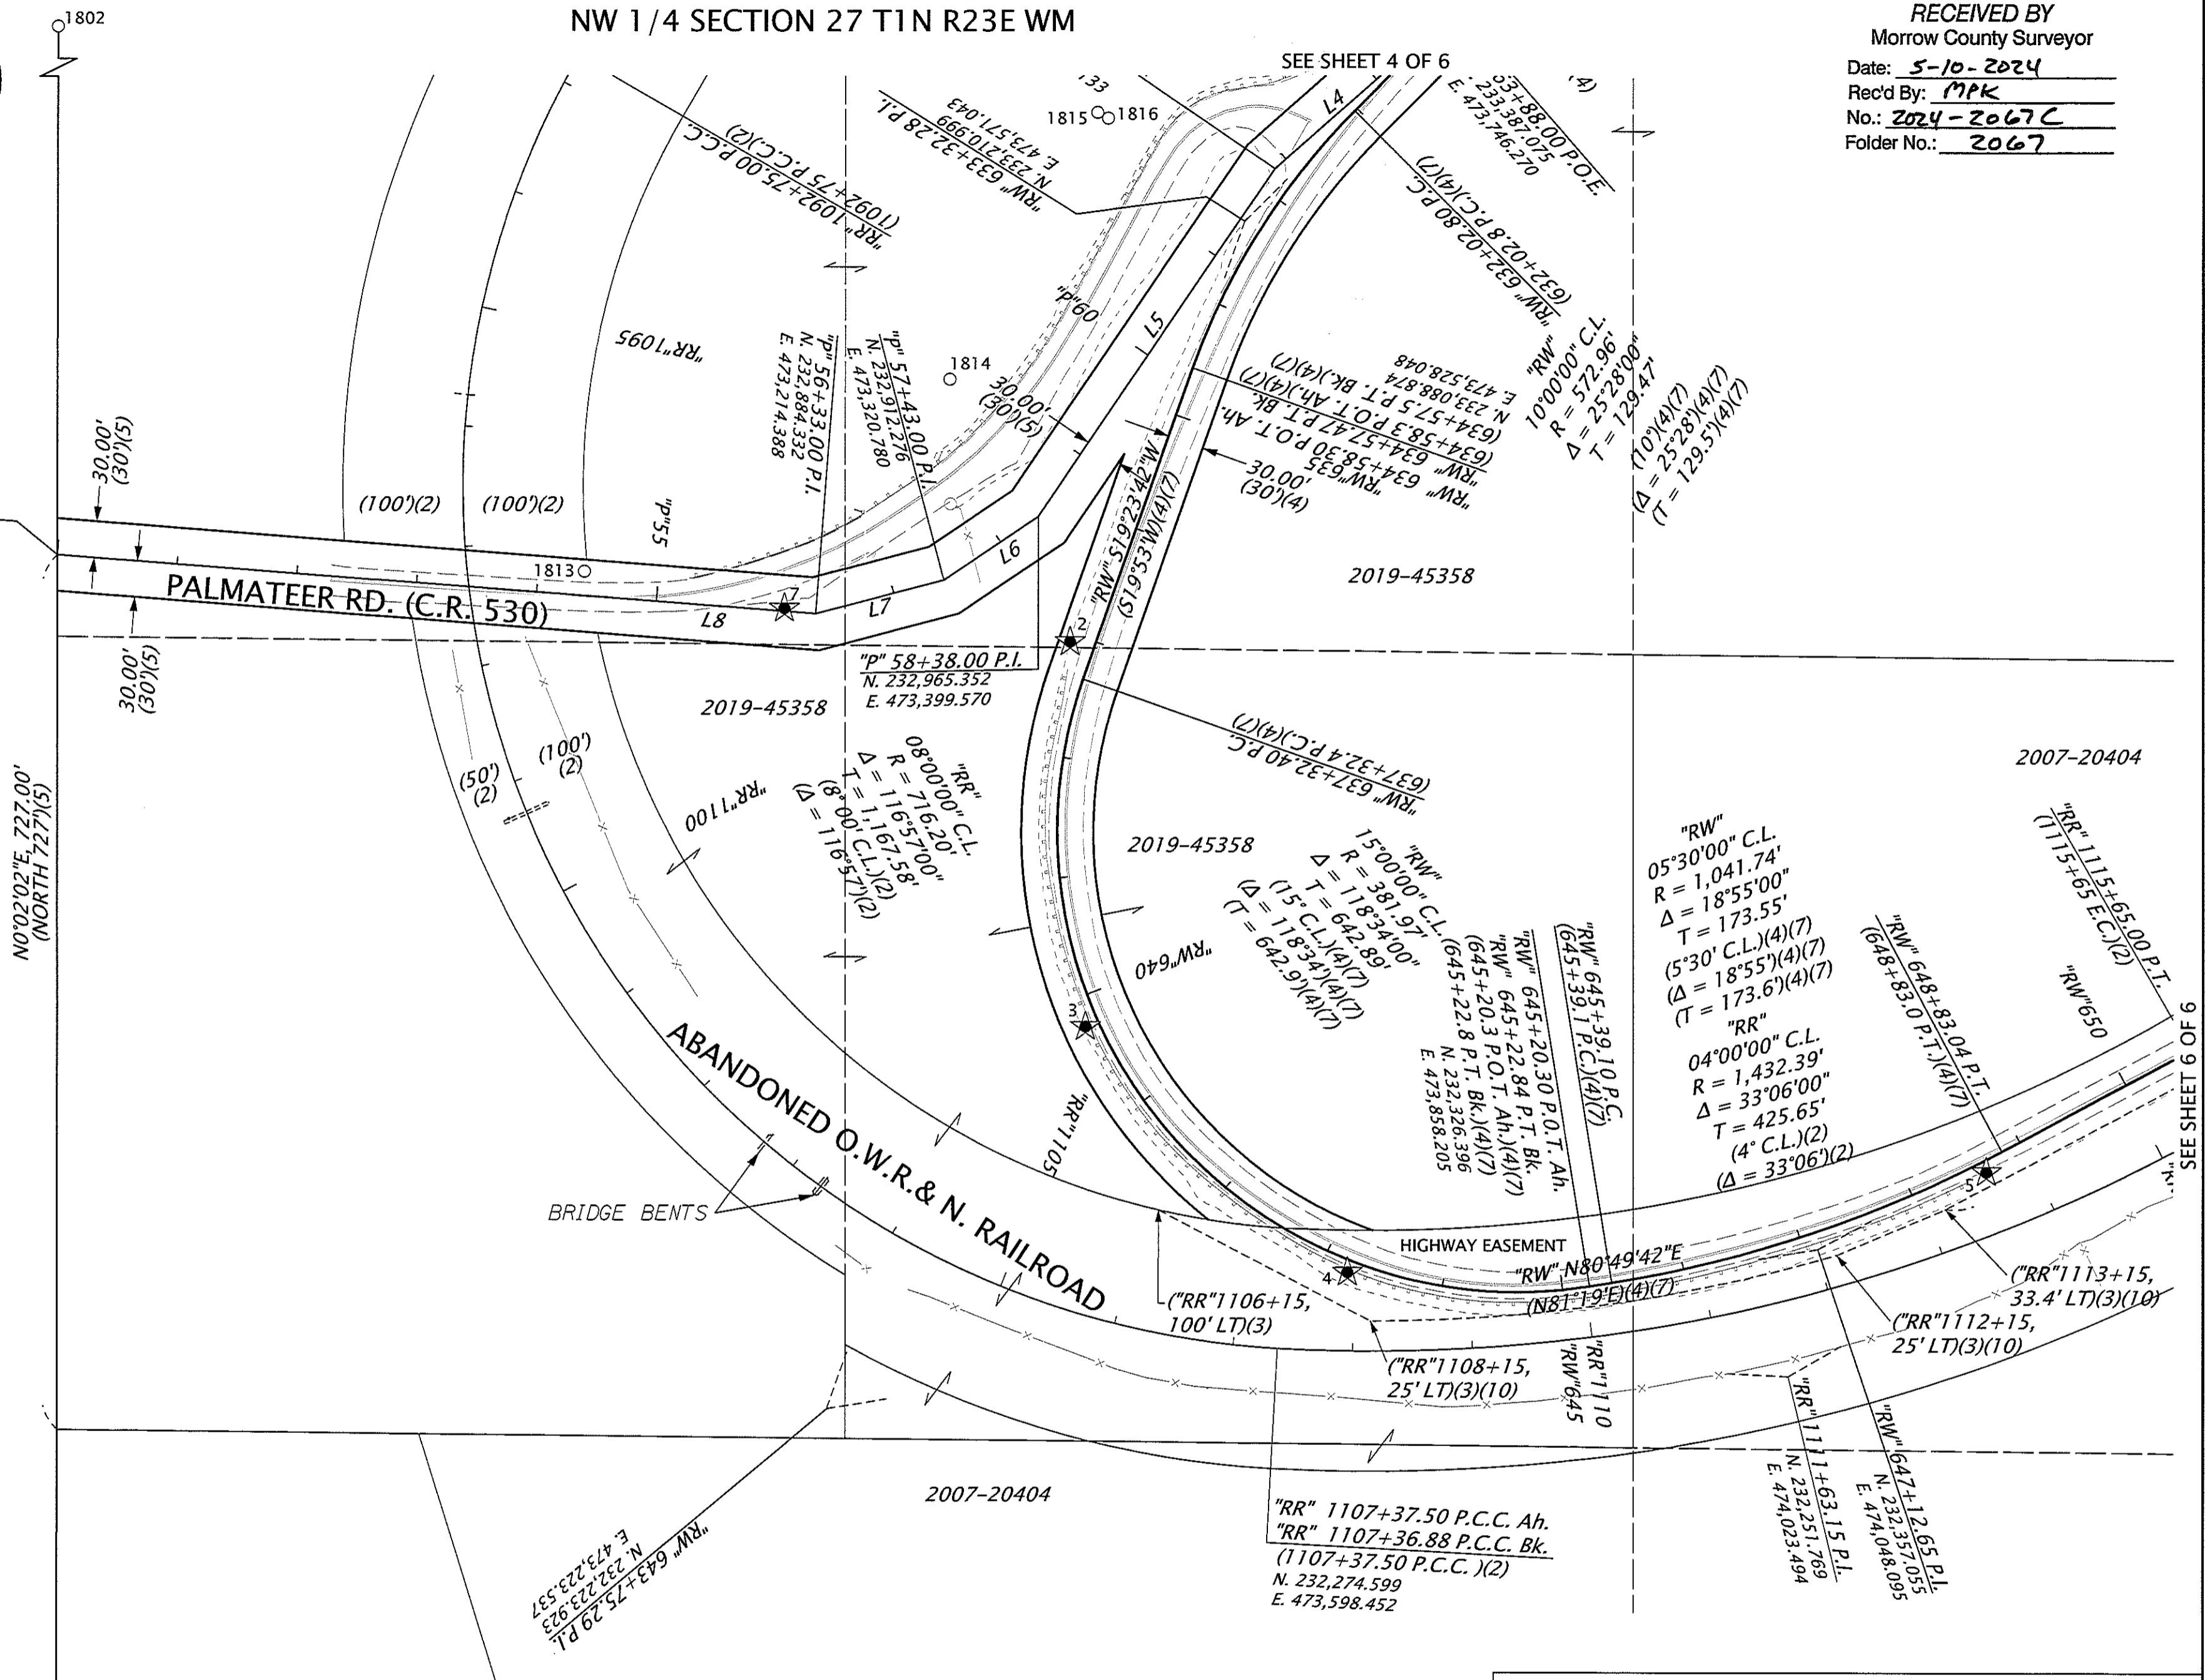 1802
NW 1/4 SECTION 27 T1N R23E WM
SEE SHEET 4 OF 6
RECEIVED BY
Morrow County Surveyor
Date: 5-10-2024
Rec'd By: MPK
No.: 2024-2067C
Folder No.: 2067
133
1815
1816
L4
4)
63+88.00 P.O.E.
233,387.075
E. 473,746.270
"RR" 1092+75.00 P.C.C.
(1092+75 P.C.C.)(2)
"RW" 633+32.28 P.I.
N. 233,210.999
E. 473,571.043
"RW" 632+02.80 P.C.
(632+02.8 P.C.)(4)(7)
"RR"1095
"P"60
L5
1814
30.00'
(30')(5)
"P" 56+33.00 P.I.
N. 232,884.332
E. 473,214.388
"P" 57+43.00 P.I.
N. 232,912.276
E. 473,320.780
"RW"
10°00'00" C.L.
R = 572.96'
Δ = 25°28'00"
T = 129.47'
(10°)(4)(7)
(Δ = 25°28')(4)(7)
(T = 129.5')(4)(7)
"RW"635
"RW" 634+58.30 P.O.T. Ah.
"RW" 634+57.47 P.T. Bk.
(634+58.3 P.O.T. Ah.)(4)(7)
(634+57.5 P.T. Bk.)(4)(7)
N. 233,088.874
E. 473,528.048
30.00'
(30')(4)
30.00'
(30')(5)
(100')(2)
(100')(2)
"P"55
"RW" S19°23'42"W
(S19°53'W)(4)(7)
1813
PALMATEER RD. (C.R. 530)
L8
7
L7
L6
2019-45358
2
30.00'
(30')(5)
"P" 58+38.00 P.I.
N. 232,965.352
E. 473,399.570
2019-45358
"RW" 637+32.40 P.C.
(637+32.4 P.C.)(4)(7)
2007-20404
N0°02'02"E, 727.00'
(NORTH 727')(5)
(50')
(2)
(100')
(2)
"RR"1100
"RR"
08°00'00" C.L.
R = 716.20'
Δ = 116°57'00"
T = 1,167.58'
(8°00' C.L.)(2)
(Δ = 116°57')(2)
2019-45358
"RW"
15°00'00" C.L.
R = 381.97'
Δ = 118°34'00"
T = 642.89'
(15° C.L.)(4)(7)
(Δ = 118°34')(4)(7)
(T = 642.9')(4)(7)
"RW"640
"RW"
05°30'00" C.L.
R = 1,041.74'
Δ = 18°55'00"
T = 173.55'
(5°30' C.L.)(4)(7)
(Δ = 18°55')(4)(7)
(T = 173.6')(4)(7)
"RR"
04°00'00" C.L.
R = 1,432.39'
Δ = 33°06'00"
T = 425.65'
(4° C.L.)(2)
(Δ = 33°06')(2)
"RR" 1115+65.00 P.T.
(1115+65 E.C.)(2)
"RW" 648+83.04 P.T.
(648+83.0 P.T.)(4)(7)
"RW"650
"RW" 645+39.10 P.C.
(645+39.1 P.C.)(4)(7)
"RW" 645+20.30 P.O.T. Ah.
"RW" 645+22.84 P.T. Bk.
(645+20.3 P.O.T. Ah.)(4)(7)
(645+22.8 P.T. Bk.)(4)(7)
N. 232,326.396
E. 473,858.205
3
ABANDONED O.W.R.& N. RAILROAD
"RR"1105
BRIDGE BENTS
SEE SHEET 6 OF 6
5
HIGHWAY EASEMENT
4
"RW" N80°49'42"E
(N81°19'E)(4)(7)
("RR"1106+15,
100' LT)(3)
("RR"1108+15,
25' LT)(3)(10)
"RW"645
"RR"1110
("RR"1112+15,
25' LT)(3)(10)
("RR"1113+15,
33.4' LT)(3)(10)
"RR" 1111+63.15 P.I.
N. 232,251.769
E. 474,023.494
"RW" 647+12.65 P.I.
N. 232,357.055
E. 474,048.095
2007-20404
"RR" 1107+37.50 P.C.C. Ah.
"RR" 1107+36.88 P.C.C. Bk.
(1107+37.50 P.C.C. )(2)
N. 232,274.599
E. 473,598.452
"RW" 643+75.29 P.I.
N. 232,223.923
E. 473,223.537